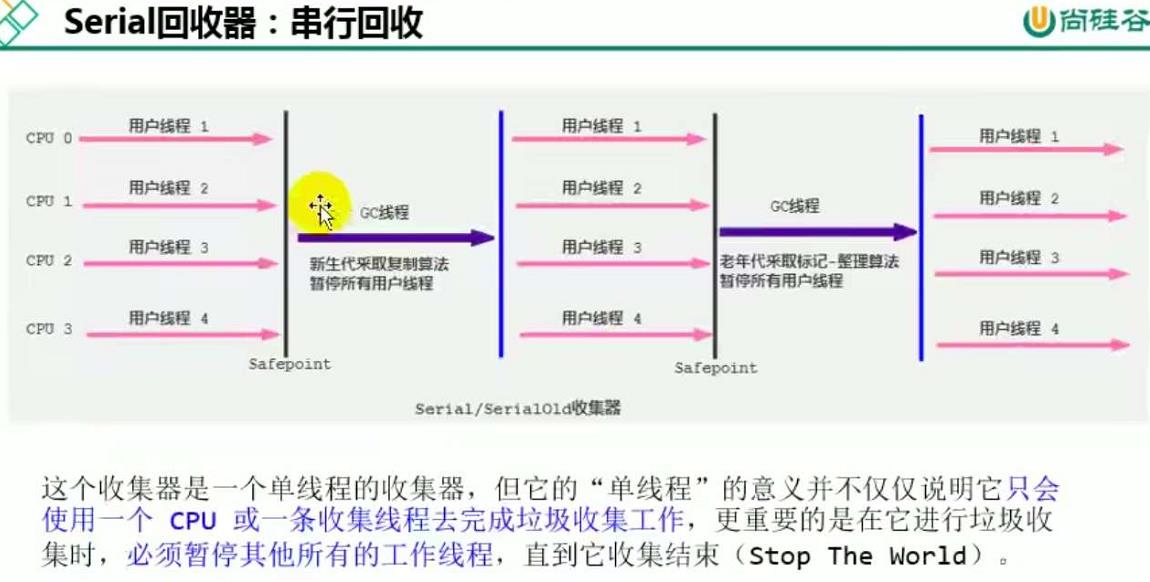 Serial回收器：串行回收
尚硅谷
CPU 0
用户线程 1
用户线程 1
用户线程 1
CPU 1
用户线程 2
用户线程 2
用户线程 2
GC线程
GC线程
CPU 2
用户线程 3
用户线程 3
用户线程 3
新生代采取复制算法
暂停所有用户线程
老年代采取标记-整理算法
暂停所有用户线程
CPU 3
用户线程 4
用户线程 4
用户线程 4
Safepoint
Safepoint
Serial/SerialOld收集器
这个收集器是一个单线程的收集器，但它的“单线程”的意义并不仅仅说明它只会
使用一个 CPU 或一条收集线程去完成垃圾收集工作，更重要的是在它进行垃圾收
集时，必须暂停其他所有的工作线程，直到它收集结束（Stop The World）。